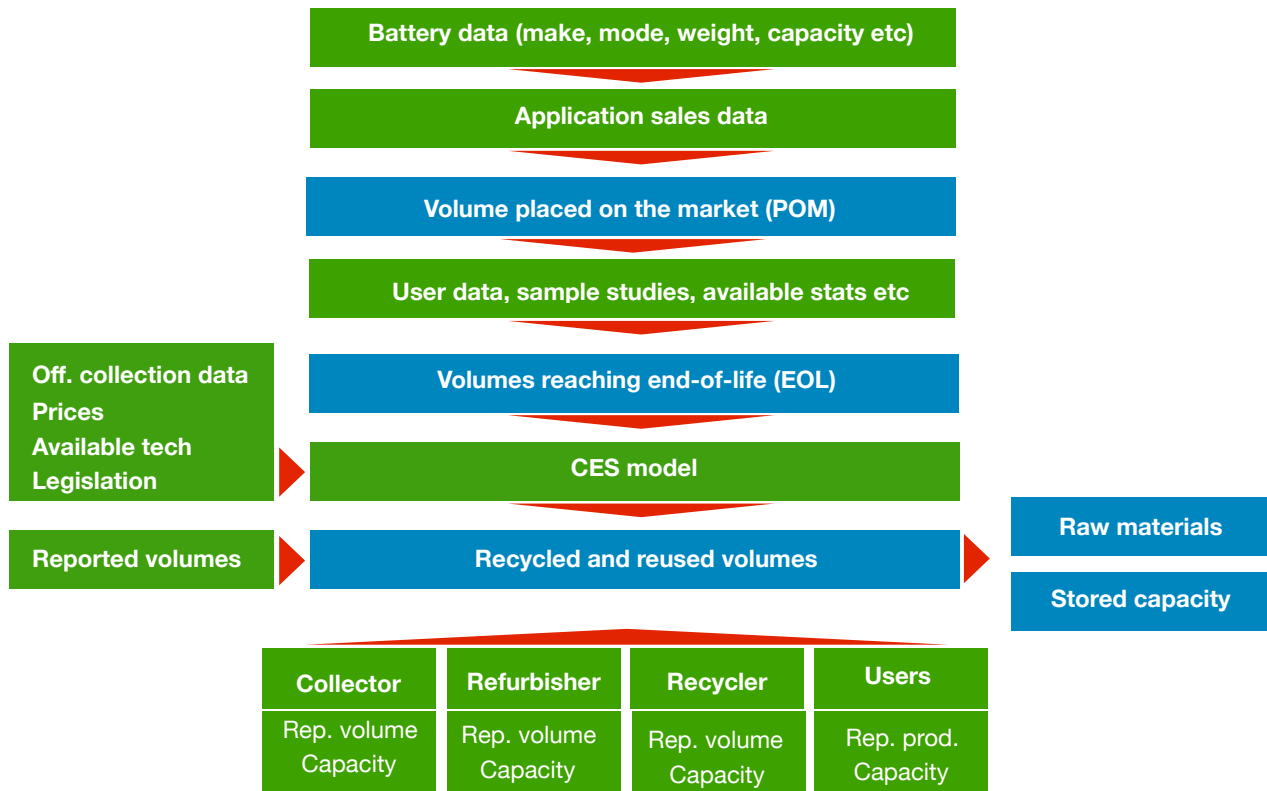 Battery data (make, mode, weight, capacity etc)
Application sales data
Volume placed on the market (POM)
User data, sample studies, available stats etc
Volumes reaching end-of-life (EOL)
Off. collection data
Prices
Available tech
Legislation
CES model
Reported volumes
Recycled and reused volumes
Raw materials
Stored capacity
Collector
Rep. volume
Capacity
Refurbisher
Rep. volume
Capacity
Recycler
Rep. volume
Capacity
Users
Rep. prod.
Capacity